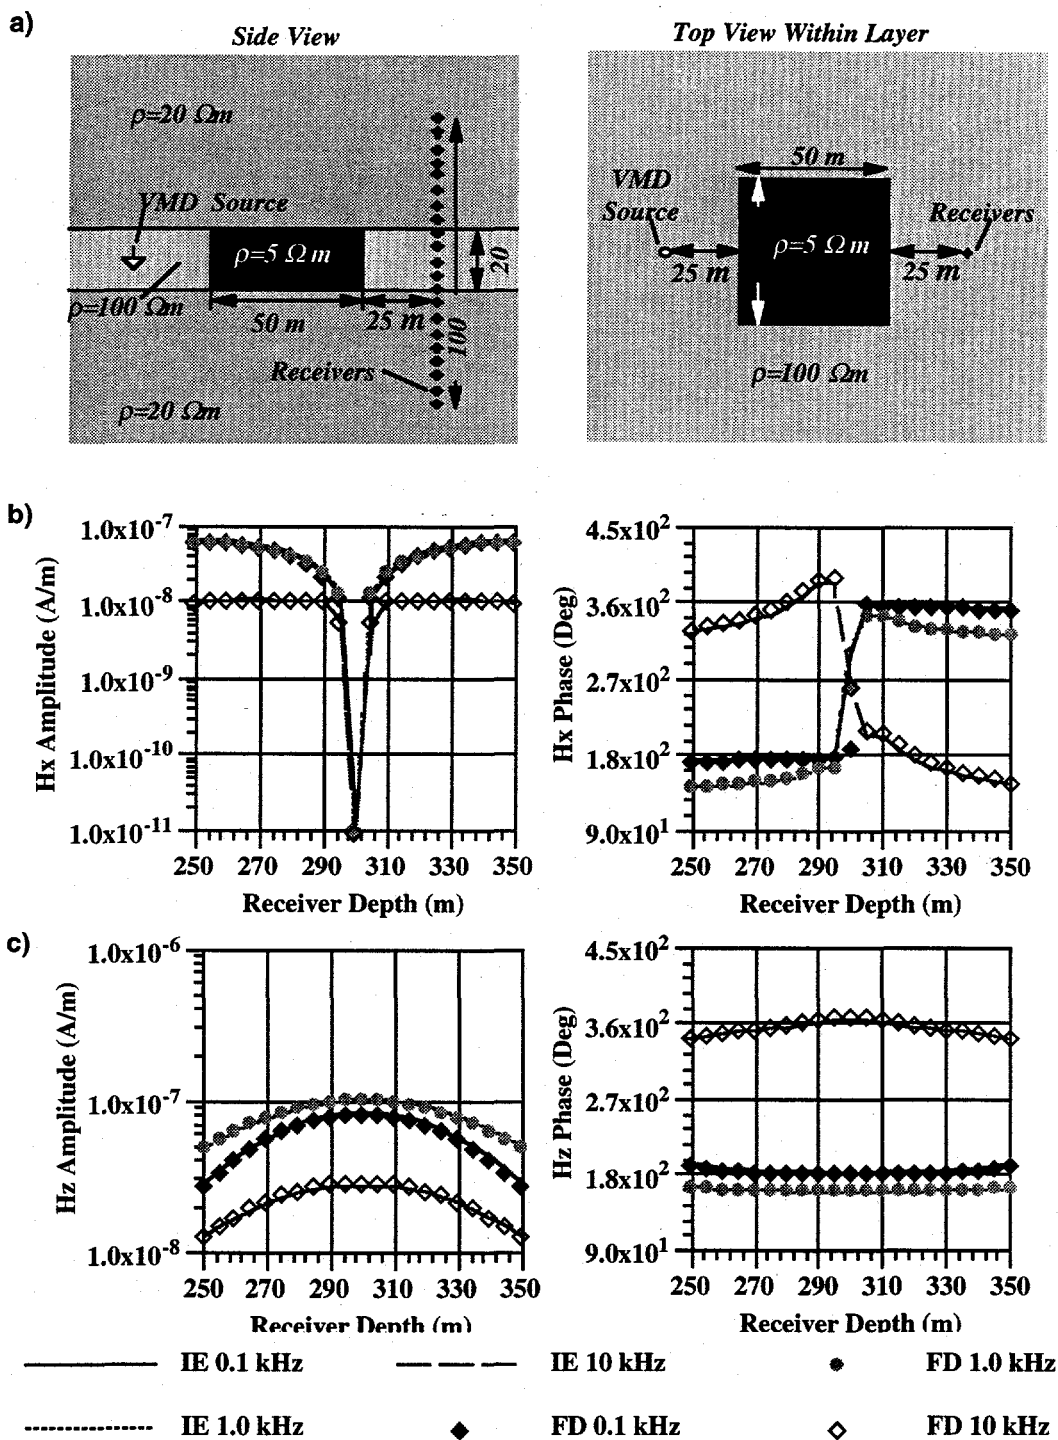 a)
Side View
ρ=20 Ωm
VMD Source
ρ=5 Ω m
20
ρ=100 Ωm
50 m
25 m
100
Receivers
ρ=20 Ωm
Top View Within Layer
50 m
VMD
Source
Receivers
ρ=5 Ω m
25 m
25 m
ρ=100 Ωm
b)
Hx Amplitude (A/m)
1.0x10⁻⁷
1.0x10⁻⁸
1.0x10⁻⁹
1.0x10⁻¹⁰
1.0x10⁻¹¹
250 270 290 310 330 350
Receiver Depth (m)
Hx Phase (Deg)
4.5x10²
3.6x10²
2.7x10²
1.8x10²
9.0x10¹
250 270 290 310 330 350
Receiver Depth (m)
c)
Hz Amplitude (A/m)
1.0x10⁻⁶
1.0x10⁻⁷
1.0x10⁻⁸
250 270 290 310 330 350
Receiver Depth (m)
Hz Phase (Deg)
4.5x10²
3.6x10²
2.7x10²
1.8x10²
9.0x10¹
250 270 290 310 330 350
Receiver Depth (m)
IE 0.1 kHz
IE 10 kHz
FD 1.0 kHz
IE 1.0 kHz
FD 0.1 kHz
FD 10 kHz